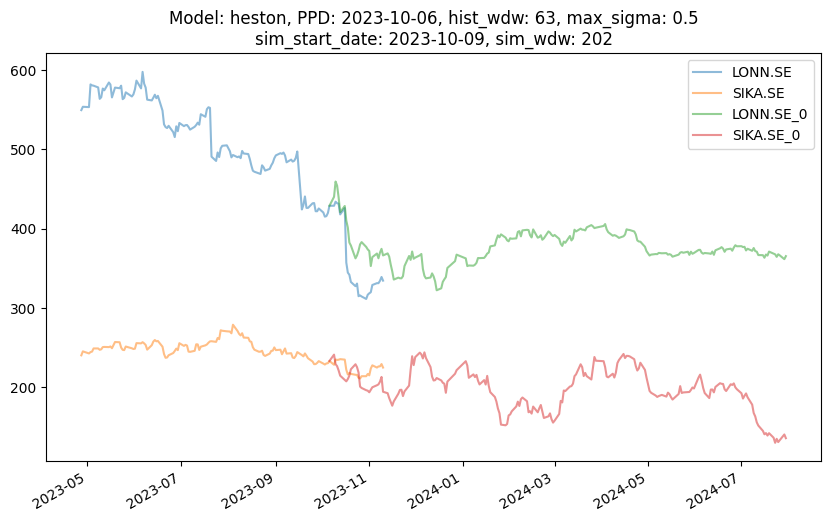 Model: heston, PPD: 2023-10-06, hist_wdw: 63, max_sigma: 0.5
sim_start_date: 2023-10-09, sim_wdw: 202
LONN.SE
SIKA.SE
LONN.SE_0
SIKA.SE_0
600
500
400
300
200
2023-05
2023-07
2023-09
2023-11
2024-01
2024-03
2024-05
2024-07